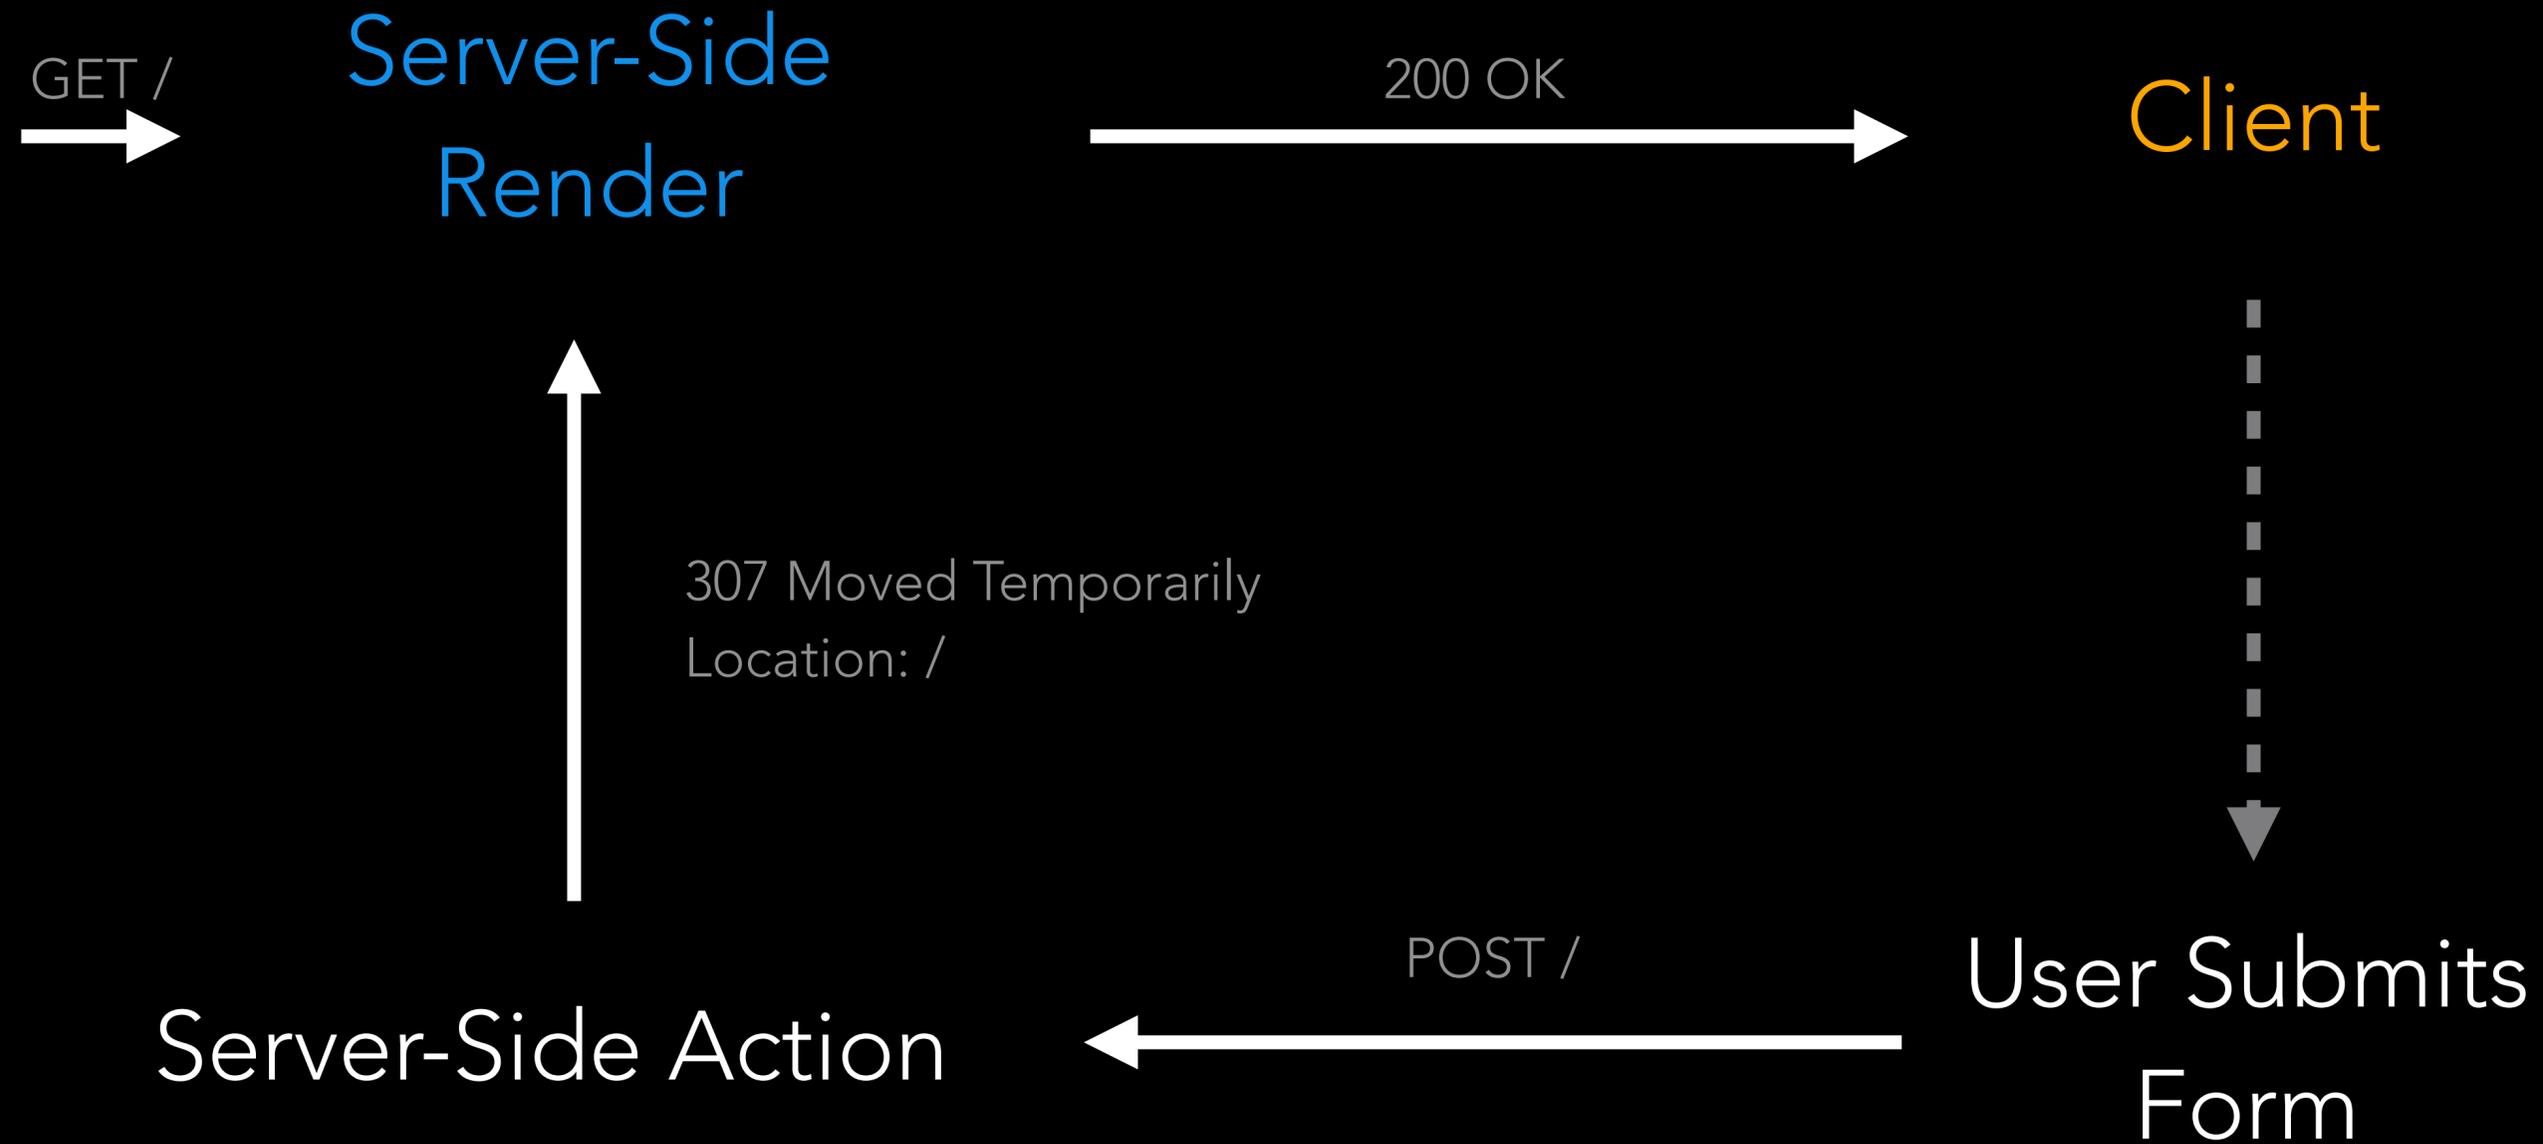 GET /
Server-Side
Render
200 OK
Client
307 Moved Temporarily
Location: /
Server-Side Action
POST /
User Submits
Form